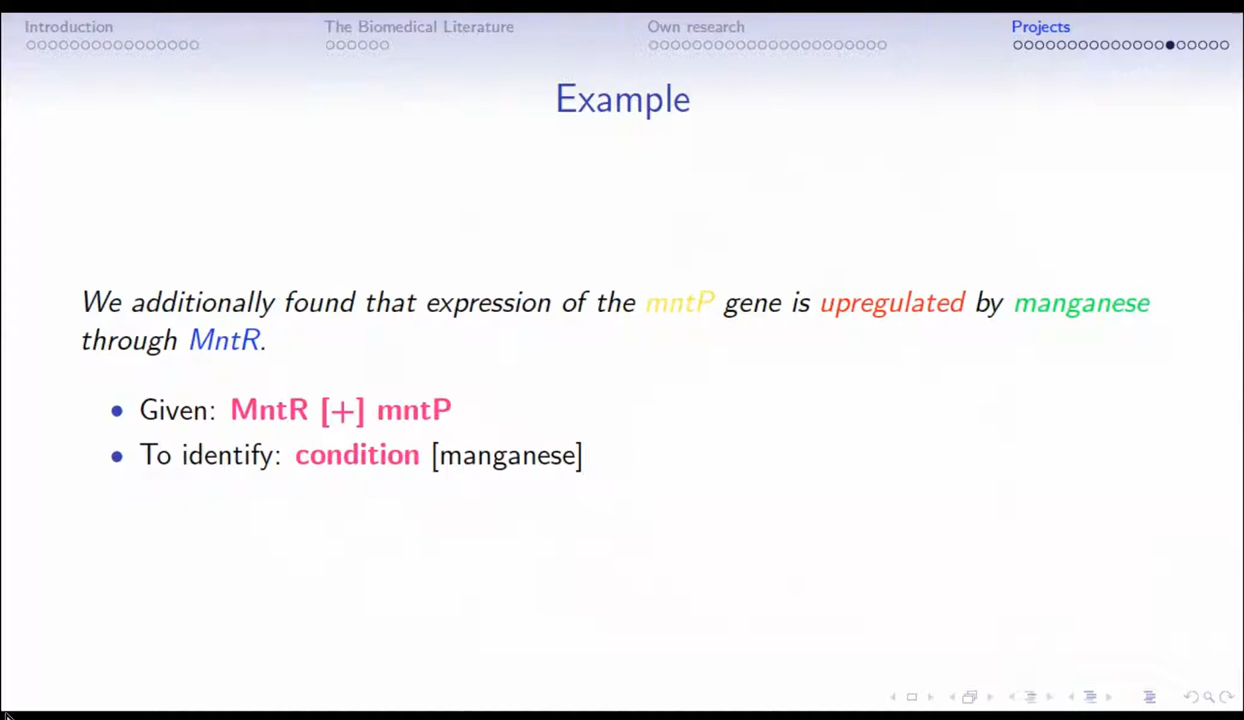 Introduction The Biomedical Literature Own research Projects
Example
We additionally found that expression of the mntP gene is upregulated by manganese
through MntR.
• Given: MntR [+] mntP
• To identify: condition [manganese]